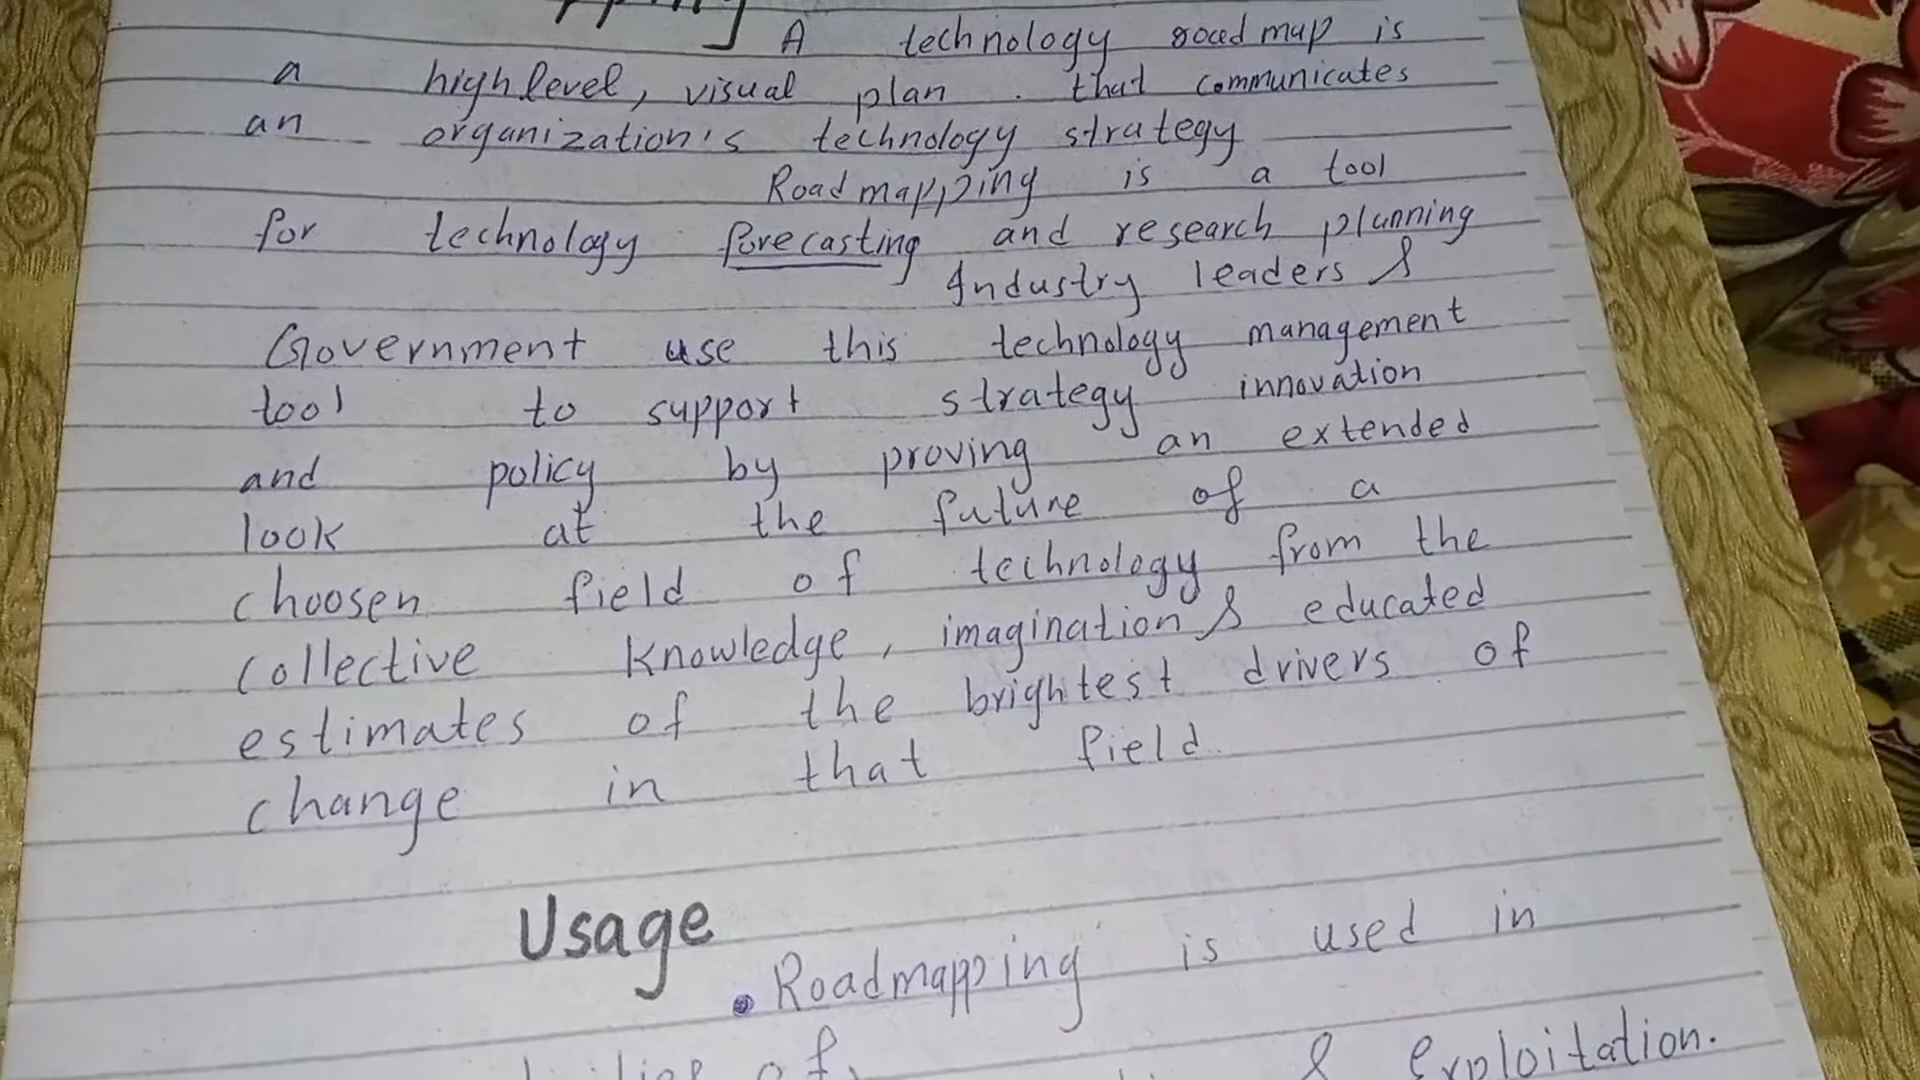 A technology road map is
a high level, visual plan. that communicates
an organization's technology strategy
Roadmapping is a tool
for technology forecasting and research planning
Industry leaders &
Government use this technology management
tool to support strategy innovation
and policy by proving an extended
look at the future of a
choosen field of technology from the
collective knowledge, imagination & educated
estimates of the brightest drivers of
change in that field.
Usage
• Roadmapping is used in
of & exploitation.